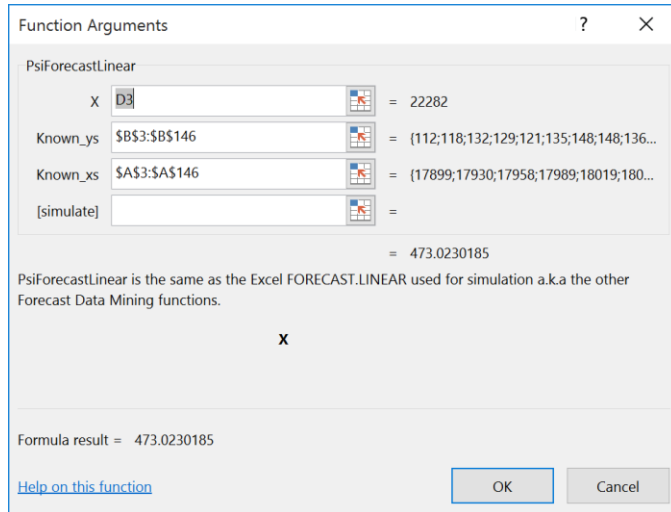 Function Arguments ? X
PsiForecastLinear
X D3 = 22282
Known_ys $B$3:$B$146 = {112;118;132;129;121;135;148;148;136...
Known_xs $A$3:$A$146 = {17899;17930;17958;17989;18019;180...
[simulate] =
= 473.0230185
PsiForecastLinear is the same as the Excel FORECAST.LINEAR used for simulation a.k.a the other
Forecast Data Mining functions.
X
Formula result = 473.0230185
Help on this function OK Cancel